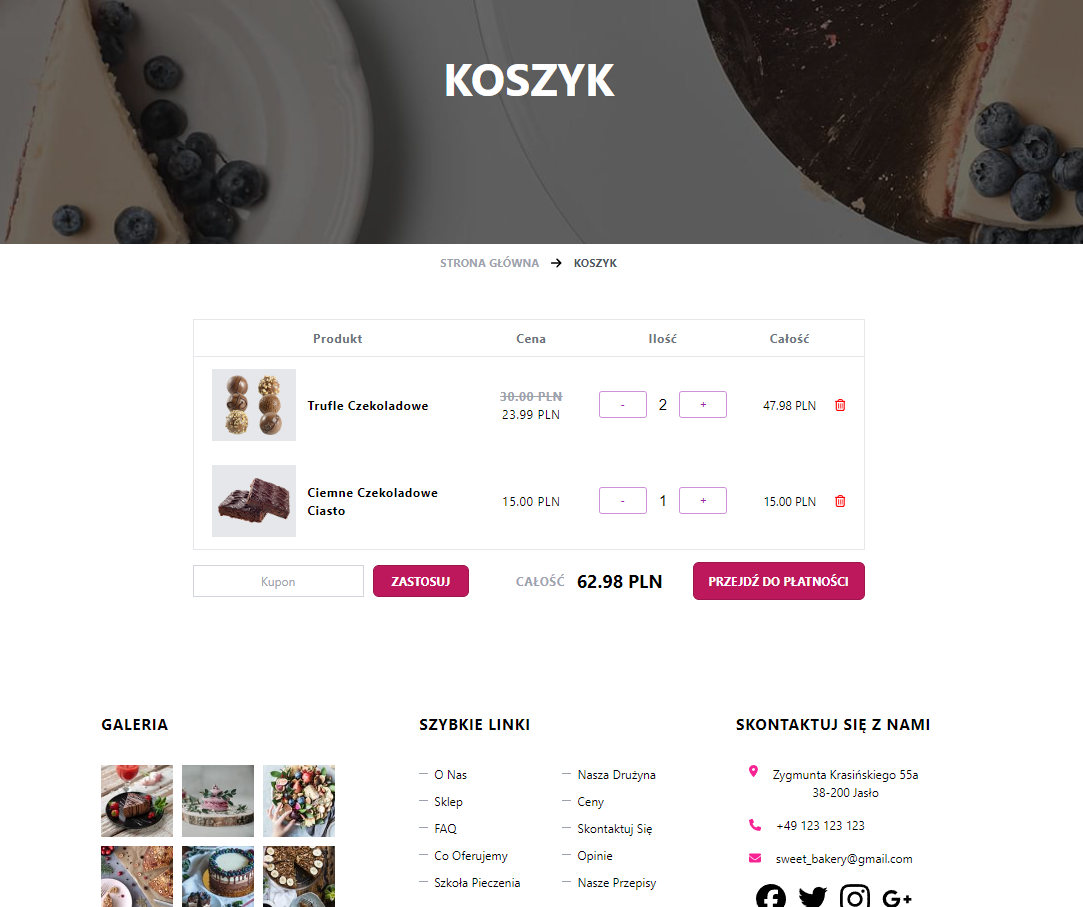 KOSZYK
STRONA GŁÓWNA → KOSZYK
Produkt Cena Ilość Całość
Trufle Czekoladowe
30.00 PLN
23.99 PLN
- 2 +
47.98 PLN
Ciemne Czekoladowe
Ciasto
15.00 PLN
- 1 +
15.00 PLN
Kupon
ZASTOSUJ
CAŁOŚĆ 62.98 PLN
PRZEJDŹ DO PŁATNOŚCI
GALERIA
SZYBKIE LINKI
O Nas
Sklep
FAQ
Co Oferujemy
Szkoła Pieczenia
Nasza Drużyna
Ceny
Skontaktuj Się
Opinie
Nasze Przepisy
SKONTAKTUJ SIĘ Z NAMI
Zygmunta Krasińskiego 55a
38-200 Jasło
+49 123 123 123
sweet_bakery@gmail.com
G+